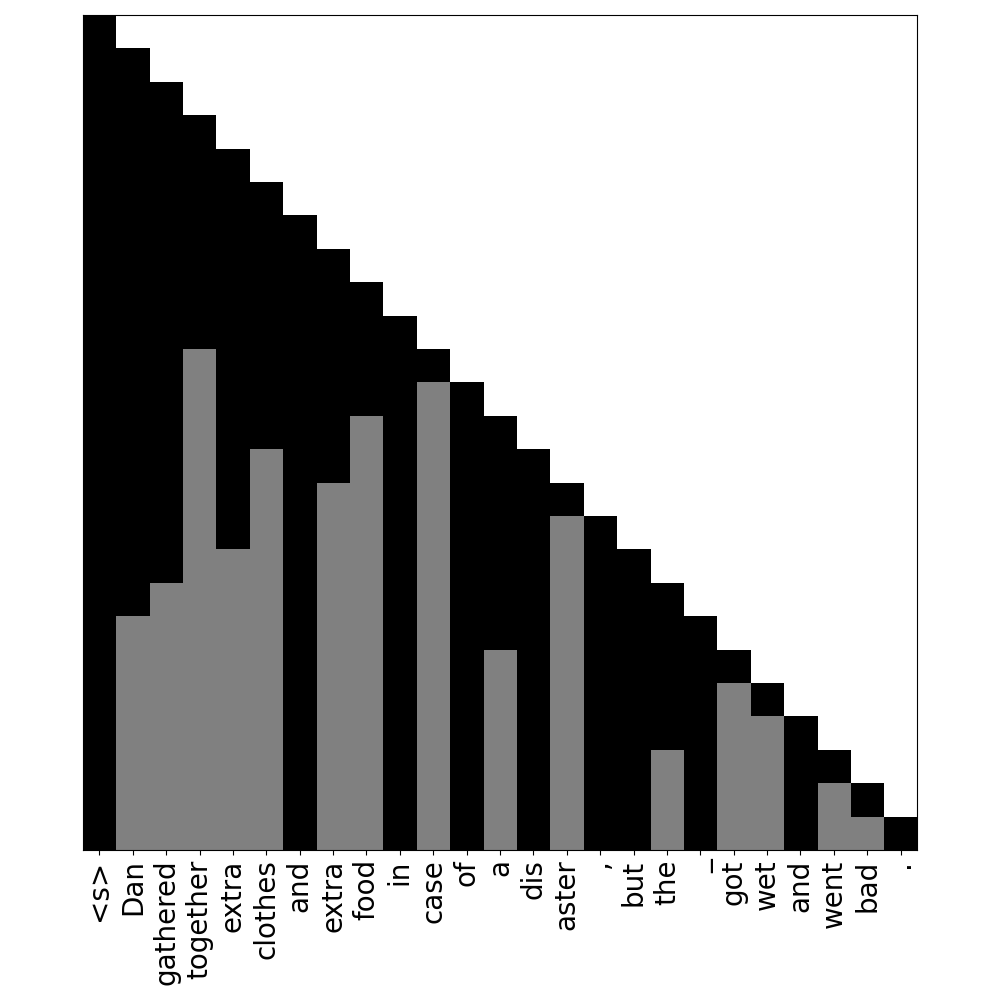 <s> Dan gathered together extra clothes and extra food in case of a dis aster , but the _ got wet and went bad .